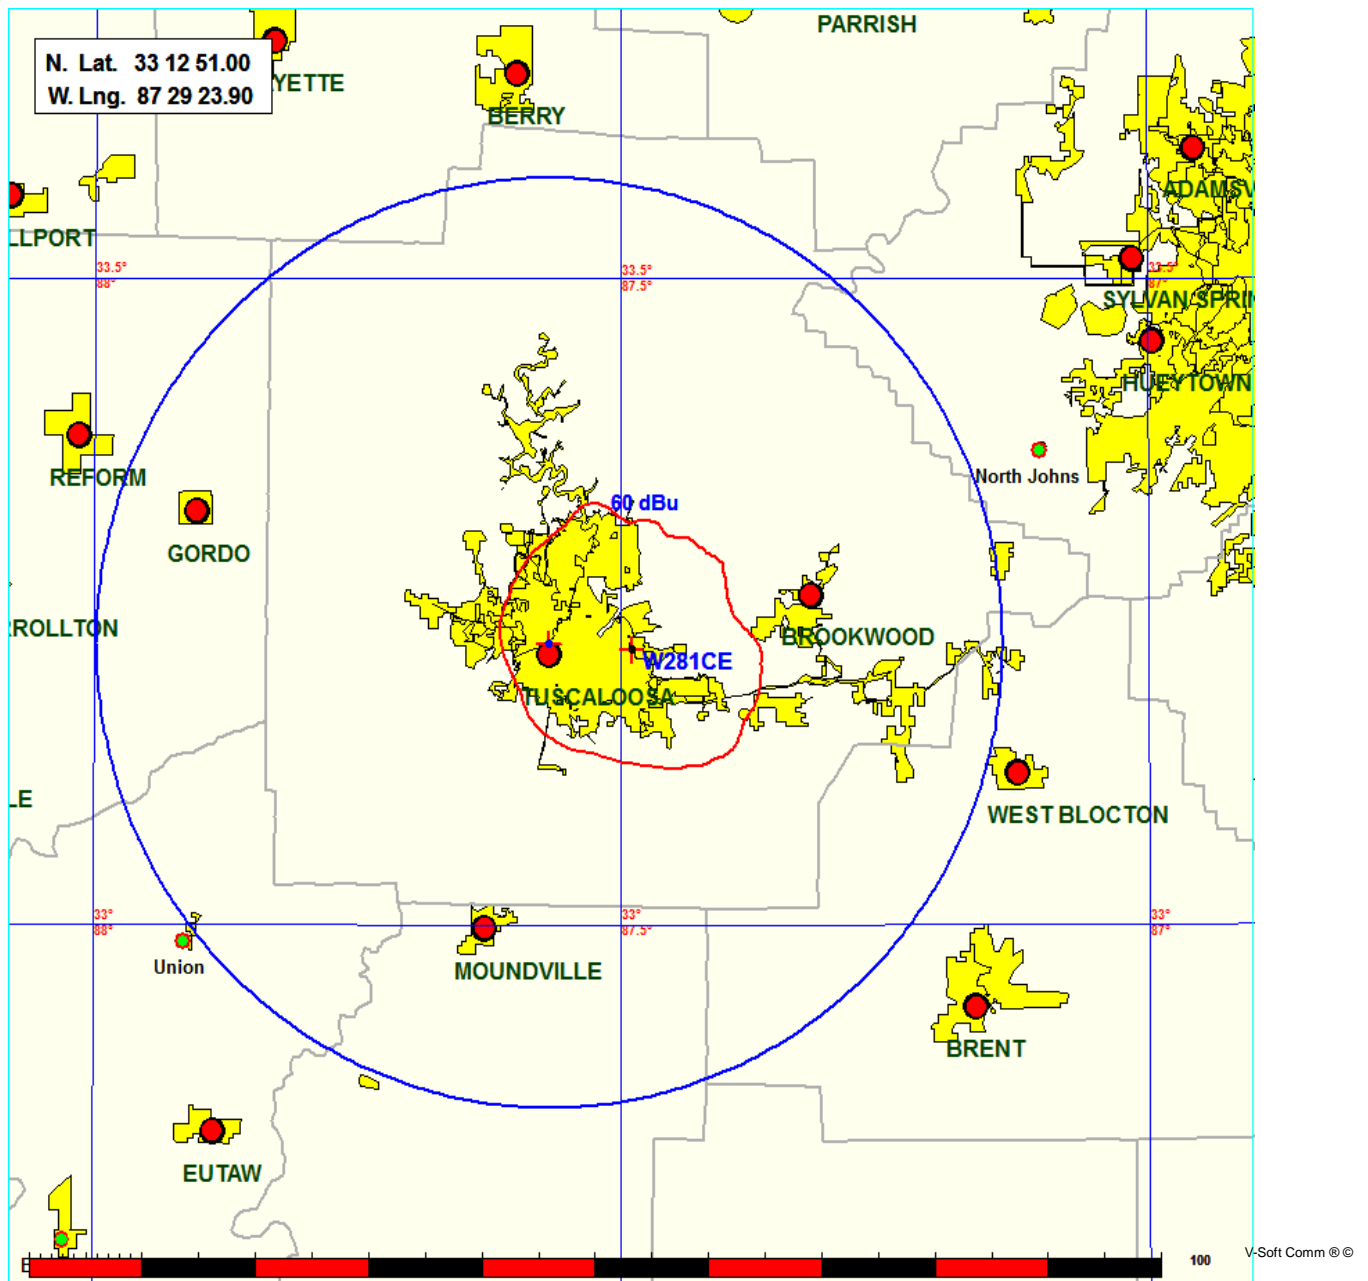 PARRISH
N. Lat. 33 12 51.00
W. Lng. 87 29 23.90
YETTE
BERRY
ADAMSV
LLPORT
33.5°
88°
33.5°
87.5°
33.5°
87°
SYLVAN SPRIN
HUEYTOWN
REFORM
North Johns
60 dBu
GORDO
RROLLTON
BROOKWOOD
W281CE
TUSCALOOSA
LE
WEST BLOCTON
33°
88°
33°
87.5°
33°
87°
Union
MOUNDVILLE
BRENT
EUTAW
E
100
V-Soft Comm ® ©